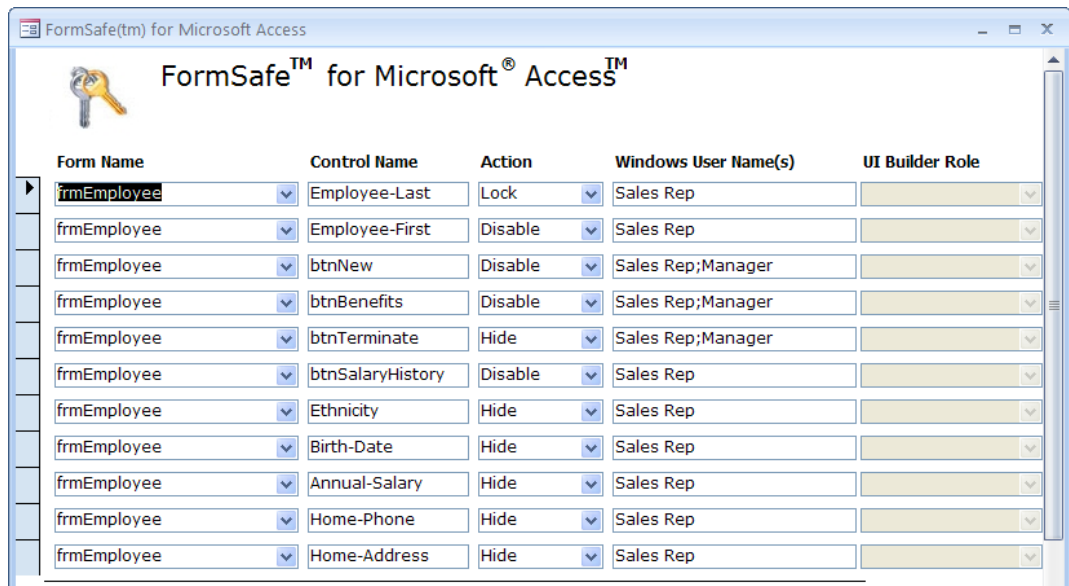 FormSafe(tm) for Microsoft Access
FormSafe™ for Microsoft® Access™
Form Name Control Name Action Windows User Name(s) UI Builder Role
frmEmployee Employee-Last Lock Sales Rep
frmEmployee Employee-First Disable Sales Rep
frmEmployee btnNew Disable Sales Rep;Manager
frmEmployee btnBenefits Disable Sales Rep;Manager
frmEmployee btnTerminate Hide Sales Rep;Manager
frmEmployee btnSalaryHistory Disable Sales Rep
frmEmployee Ethnicity Hide Sales Rep
frmEmployee Birth-Date Hide Sales Rep
frmEmployee Annual-Salary Hide Sales Rep
frmEmployee Home-Phone Hide Sales Rep
frmEmployee Home-Address Hide Sales Rep